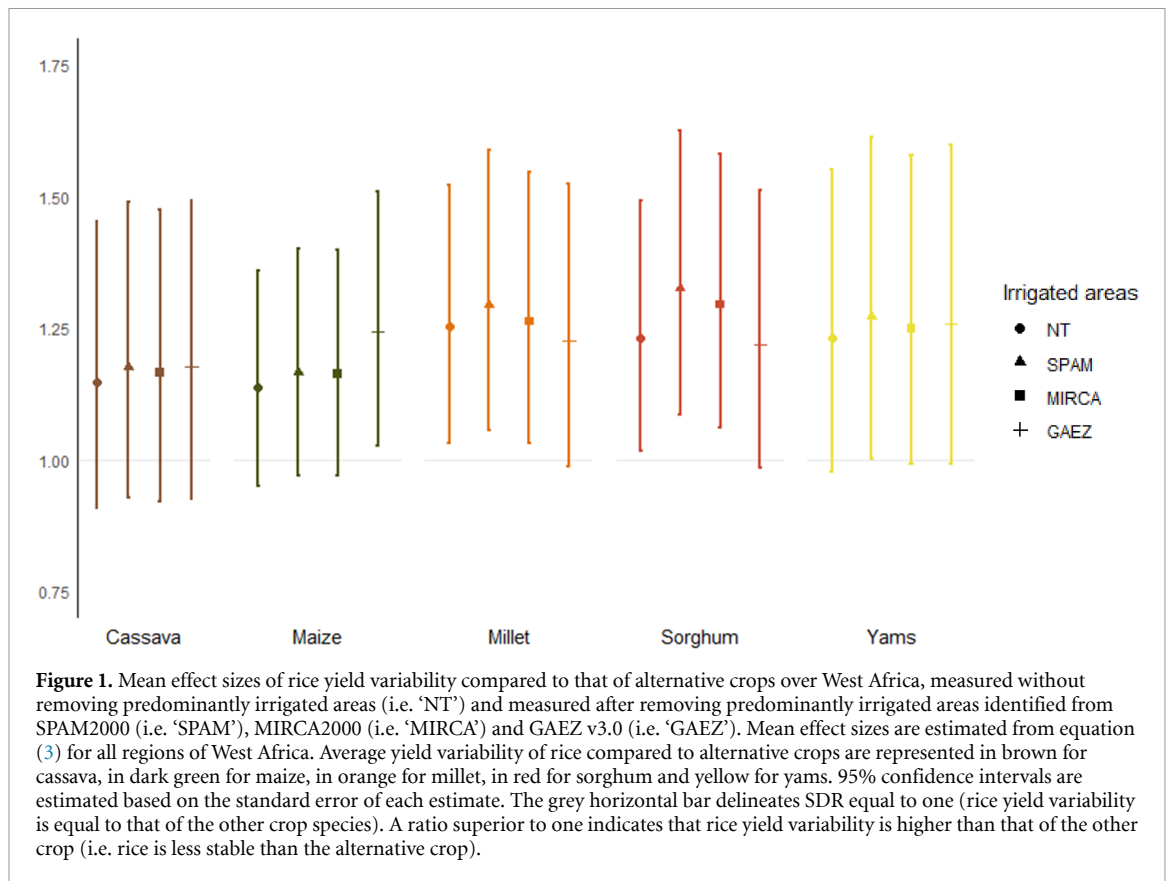 1.75
1.50
1.25
1.00
0.75
Cassava
Maize
Millet
Sorghum
Yams
Irrigated areas
NT
SPAM
MIRCA
GAEZ
Figure 1. Mean effect sizes of rice yield variability compared to that of alternative crops over West Africa, measured without
removing predominantly irrigated areas (i.e. ‘NT’) and measured after removing predominantly irrigated areas identified from
SPAM2000 (i.e. ‘SPAM’), MIRCA2000 (i.e. ‘MIRCA’) and GAEZ v3.0 (i.e. ‘GAEZ’). Mean effect sizes are estimated from equation
(3) for all regions of West Africa. Average yield variability of rice compared to alternative crops are represented in brown for
cassava, in dark green for maize, in orange for millet, in red for sorghum and yellow for yams. 95% confidence intervals are
estimated based on the standard error of each estimate. The grey horizontal bar delineates SDR equal to one (rice yield variability
is equal to that of the other crop species). A ratio superior to one indicates that rice yield variability is higher than that of the other
crop (i.e. rice is less stable than the alternative crop).